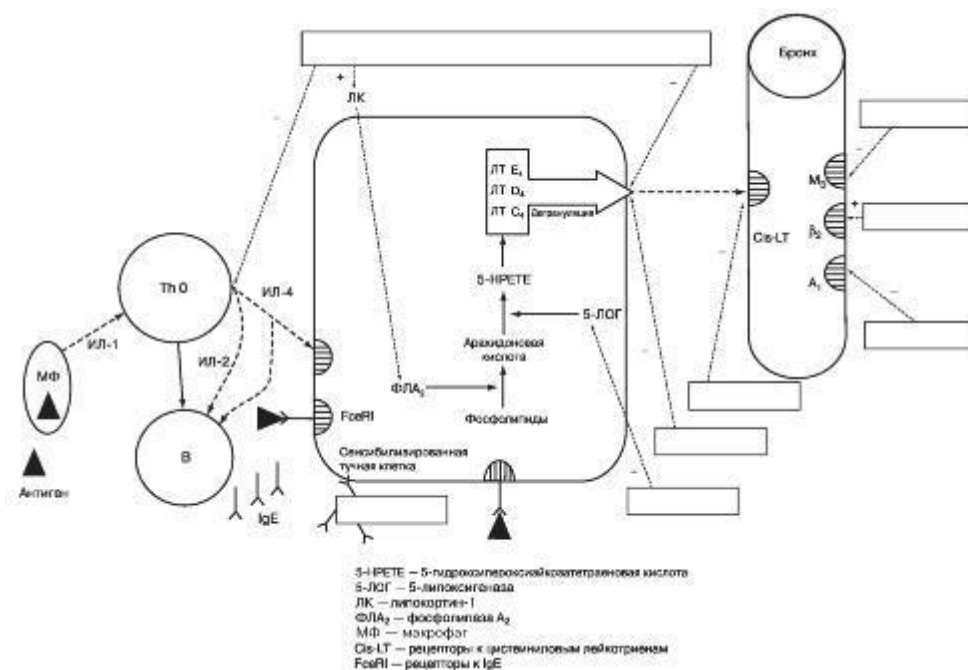 Бронх
+
ЛК
ЛТ E₄
ЛТ D₄
ЛТ C₄ Дегрануляция
M₃
+
Cis-LT
β₂
A₁
Th 0
ИЛ-4
5-HPETE
5-ЛОГ
ИЛ-1
ИЛ-2
Арахидоновая
кислота
МФ
ФЛА₂
FcεRI
Фосфолипиды
В
Сенсибилизированная
тучная клетка
Антиген
IgE
5-HPETE – 5-гидроксипероксиэйкозатетраеновая кислота
5-ЛОГ – 5-липоксигеназа
ЛК – липокортин-1
ФЛА₂ – фосфолипаза A₂
МФ – макрофаг
Cis-LT – рецепторы к цистеиниловым лейкотриенам
FcεRI – рецепторы к IgE